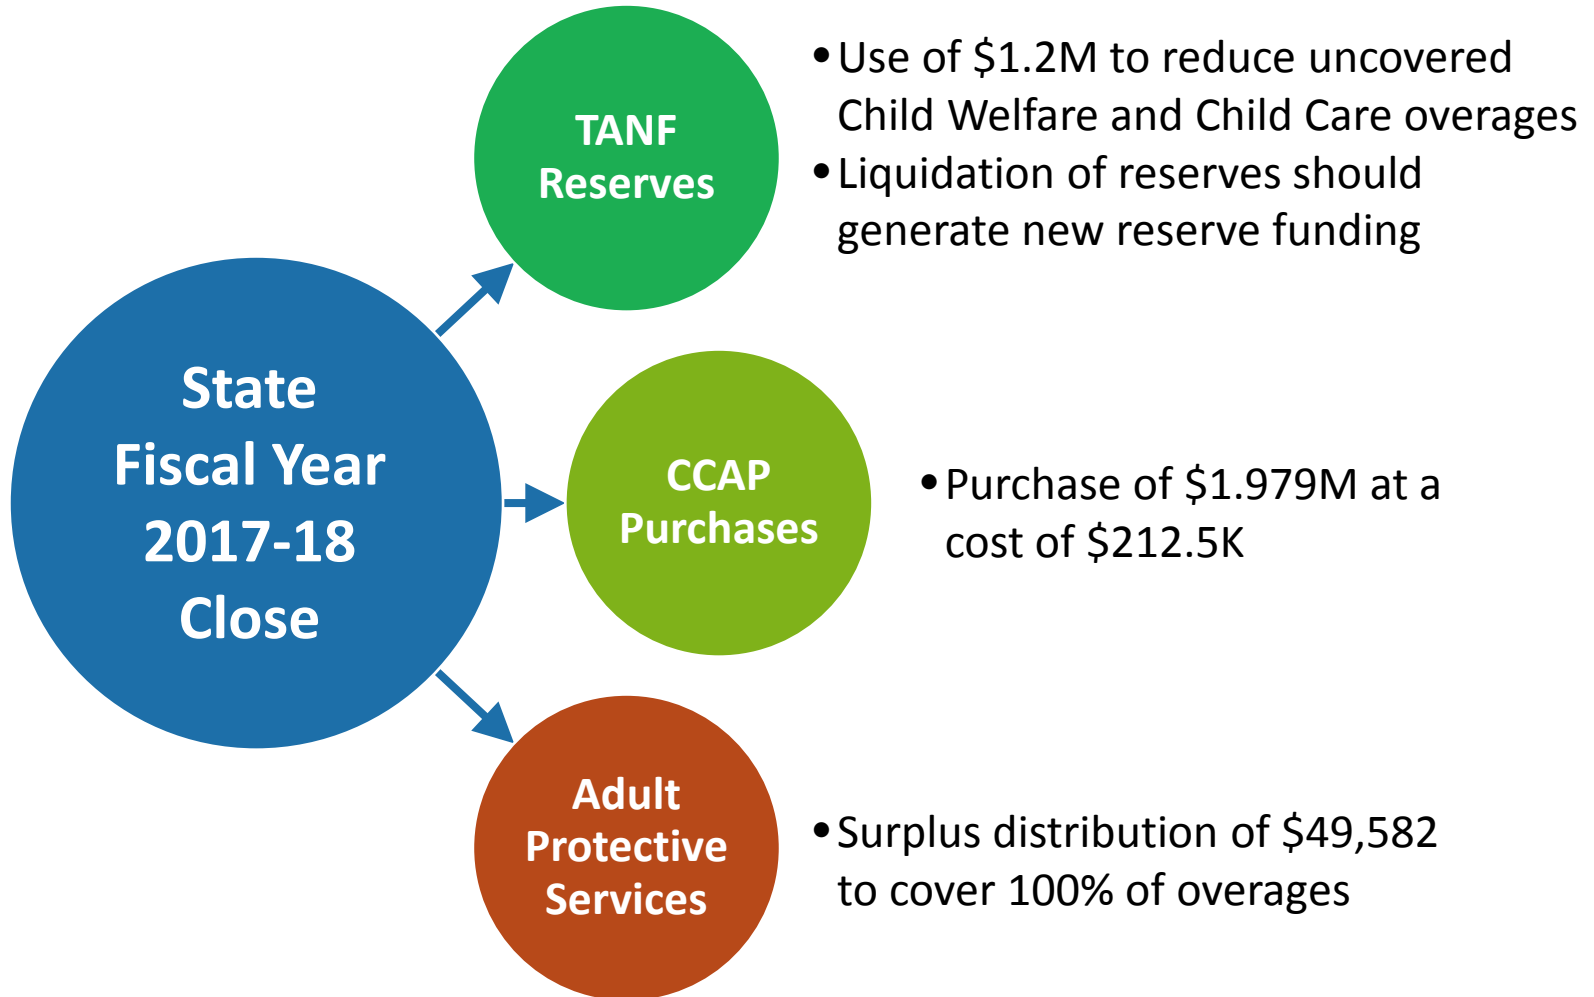 State
Fiscal Year
2017-18
Close
TANF
Reserves
• Use of $1.2M to reduce uncovered
Child Welfare and Child Care overages
• Liquidation of reserves should
generate new reserve funding
CCAP
Purchases
• Purchase of $1.979M at a
cost of $212.5K
Adult
Protective
Services
• Surplus distribution of $49,582
to cover 100% of overages